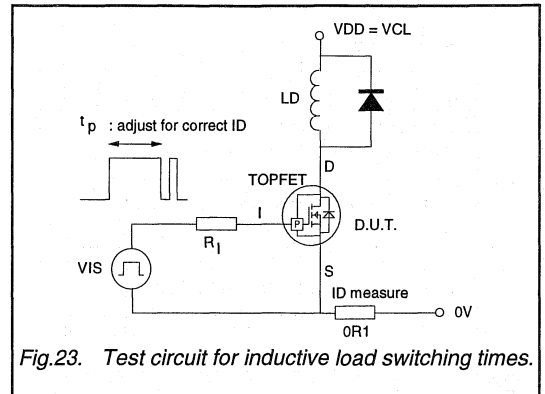 VDD = VCL
LD
tp : adjust for correct ID
D
TOPFET
I
P
D.U.T.
RI
VIS
S
ID measure
0V
0R1
Fig.23. Test circuit for inductive load switching times.